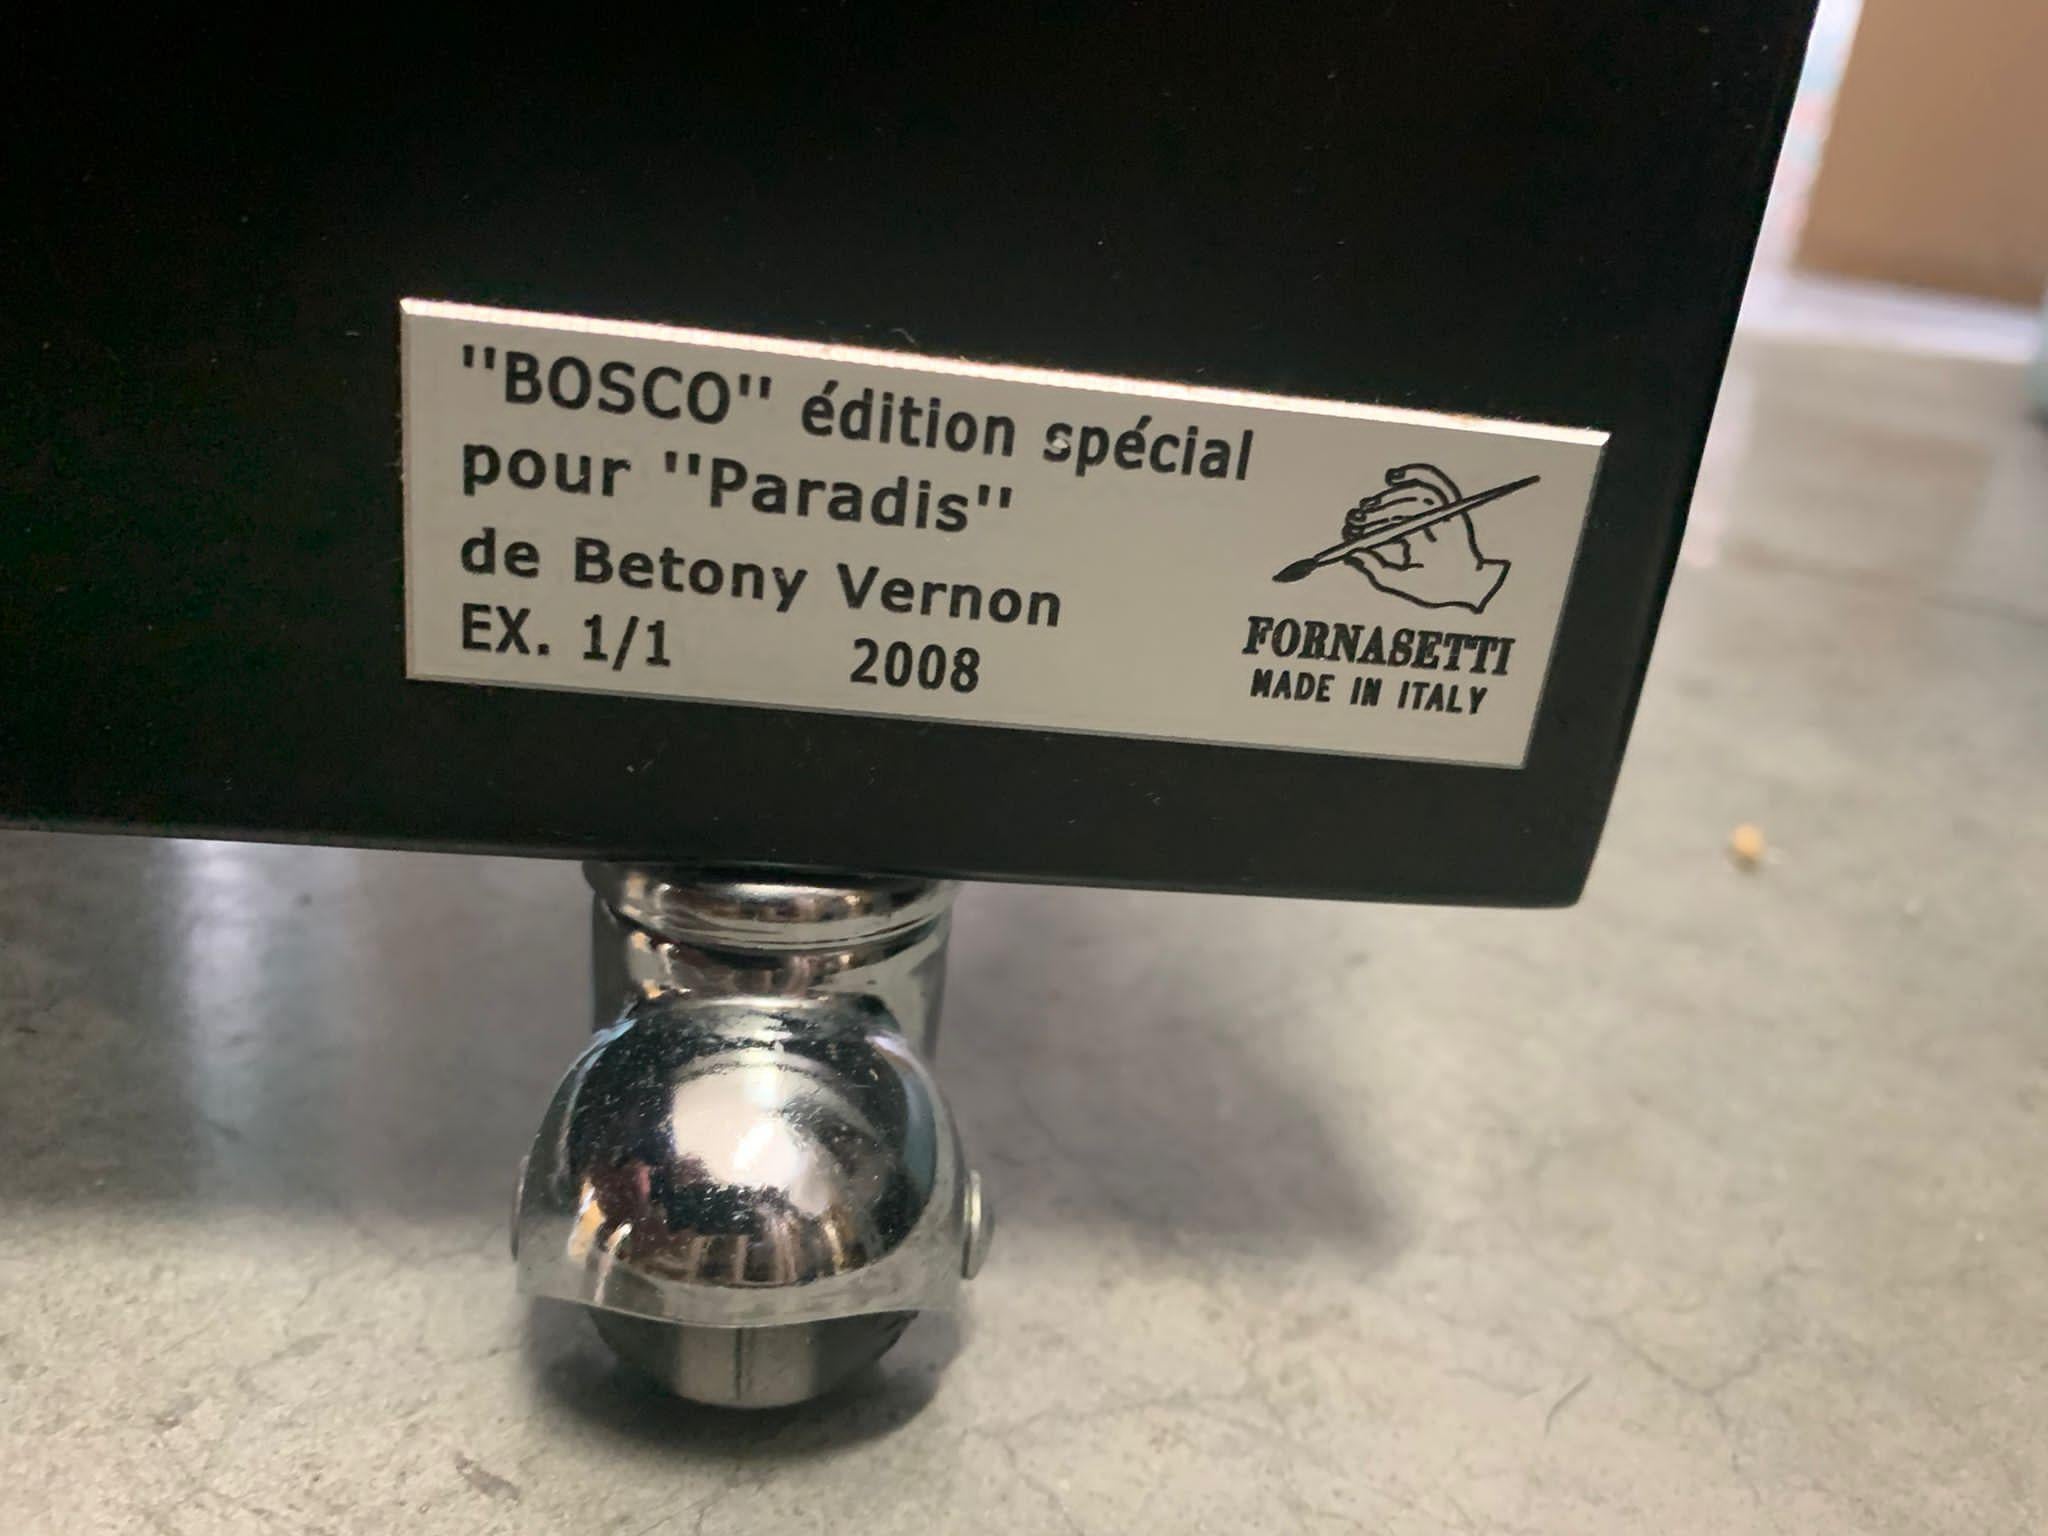 "BOSCO" édition spécial
pour "Paradis"
de Betony Vernon
EX. 1/1 2008
FORNASETTI
MADE IN ITALY